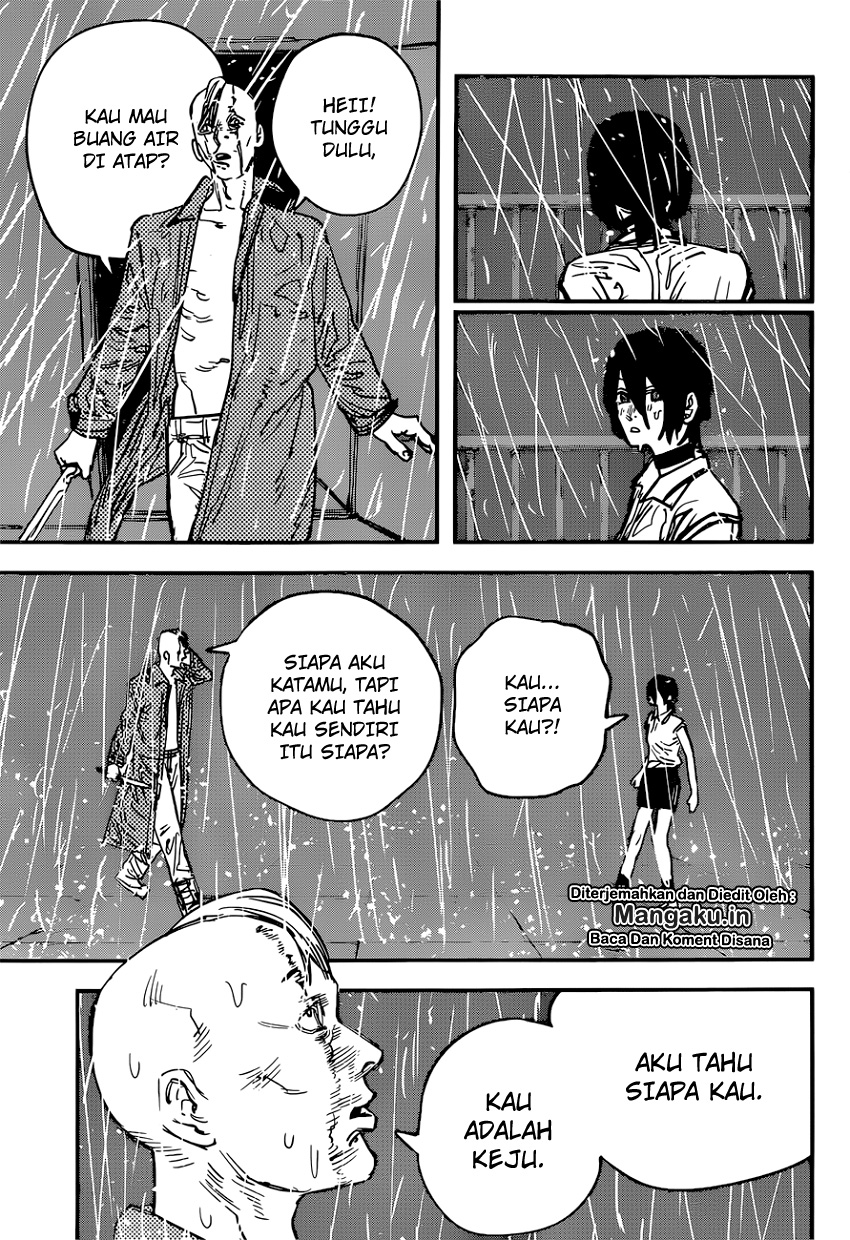 HEII!
TUNGGU
DULU,
KAU MAU
BUANG AIR
DI ATAP?
KAU...
SIAPA
KAU?!
SIAPA AKU
KATAMU, TAPI
APA KAU TAHU
KAU SENDIRI
ITU SIAPA?
Diterjemahkan dan Diedit Oleh:
Mangaku.in
Baca Dan Koment Disana
AKU TAHU
SIAPA KAU.
KAU
ADALAH
KEJU.